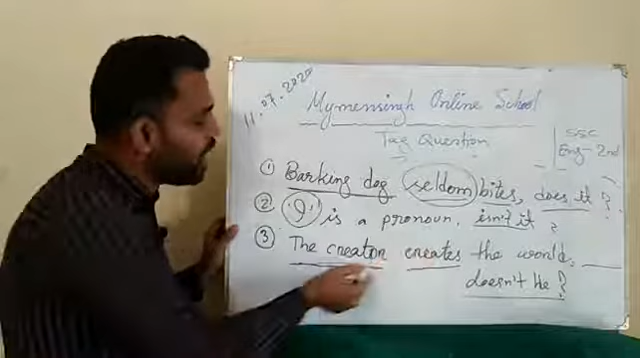 11.07.2020
Mymensingh Online School
Tag Question
SSC
Eng-2nd
① Barking dog seldom bites, does it?
② 'I' is a pronoun, isn't it?
③ The creator creates the world, ____
doesn't He?